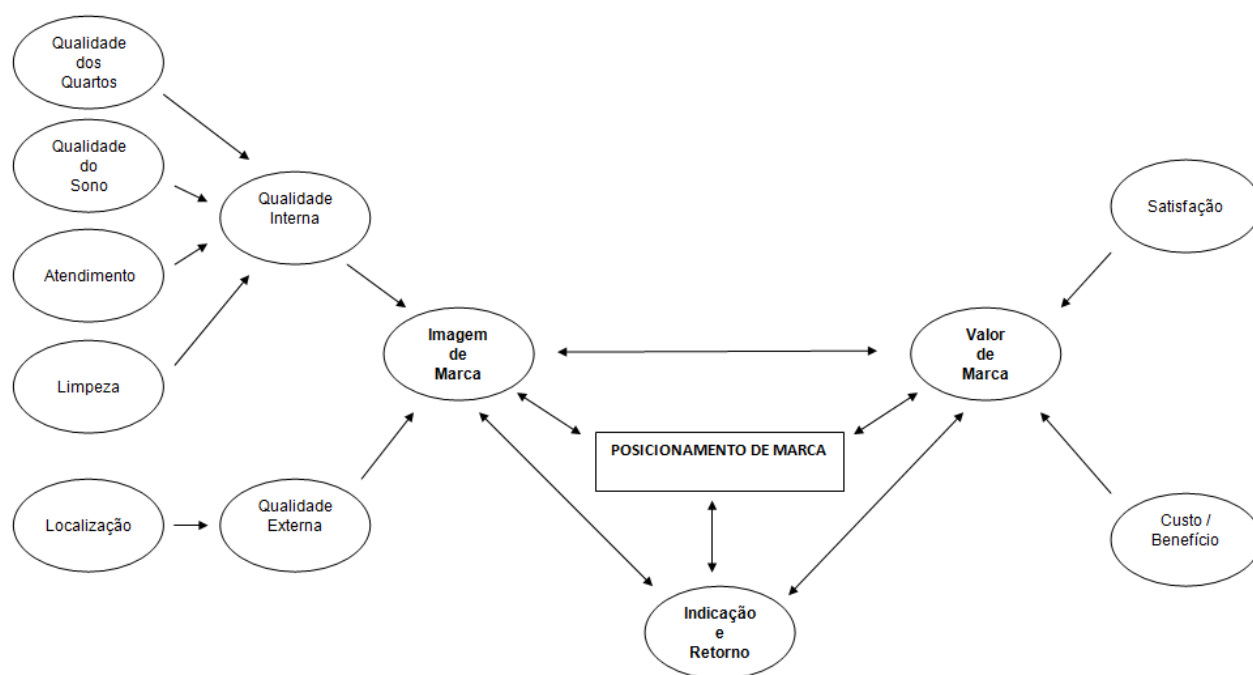 Qualidade
dos
Quartos
Qualidade
do
Sono
Atendimento
Limpeza
Localização
Qualidade
Interna
Qualidade
Externa
Imagem
de
Marca
POSICIONAMENTO DE MARCA
Indicação
e
Retorno
Valor
de
Marca
Satisfação
Custo /
Benefício